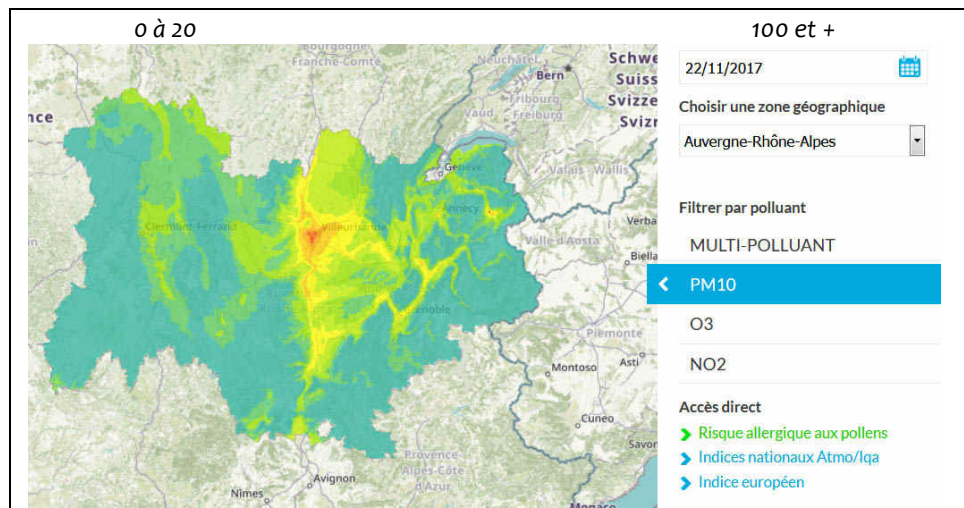 0 à 20
100 et +
Bourgogne-
Franche-Comté
Neuchâtel
Bern
Schwe
Suiss
Svizze
Svizr
Fribourg
Freiburg
Vaud
nce
22/11/2017
Choisir une zone géographique
Auvergne-Rhône-Alpes
Genève
Valais - Wallis
Annecy
Clermont-Ferrand
Villeurbanne
Verba
Valle d'Aosta
Biella
enoble
Piemonte
Montoso
Asti
Cuneo
Savon
Provence-
Alpes-Côte
d'Azur
Avignon
Nîmes
Monaco
Filtrer par polluant
MULTI-POLLUANT
PM10
O3
NO2
Accès direct
Risque allergique aux pollens
Indices nationaux Atmo/Iqa
Indice européen